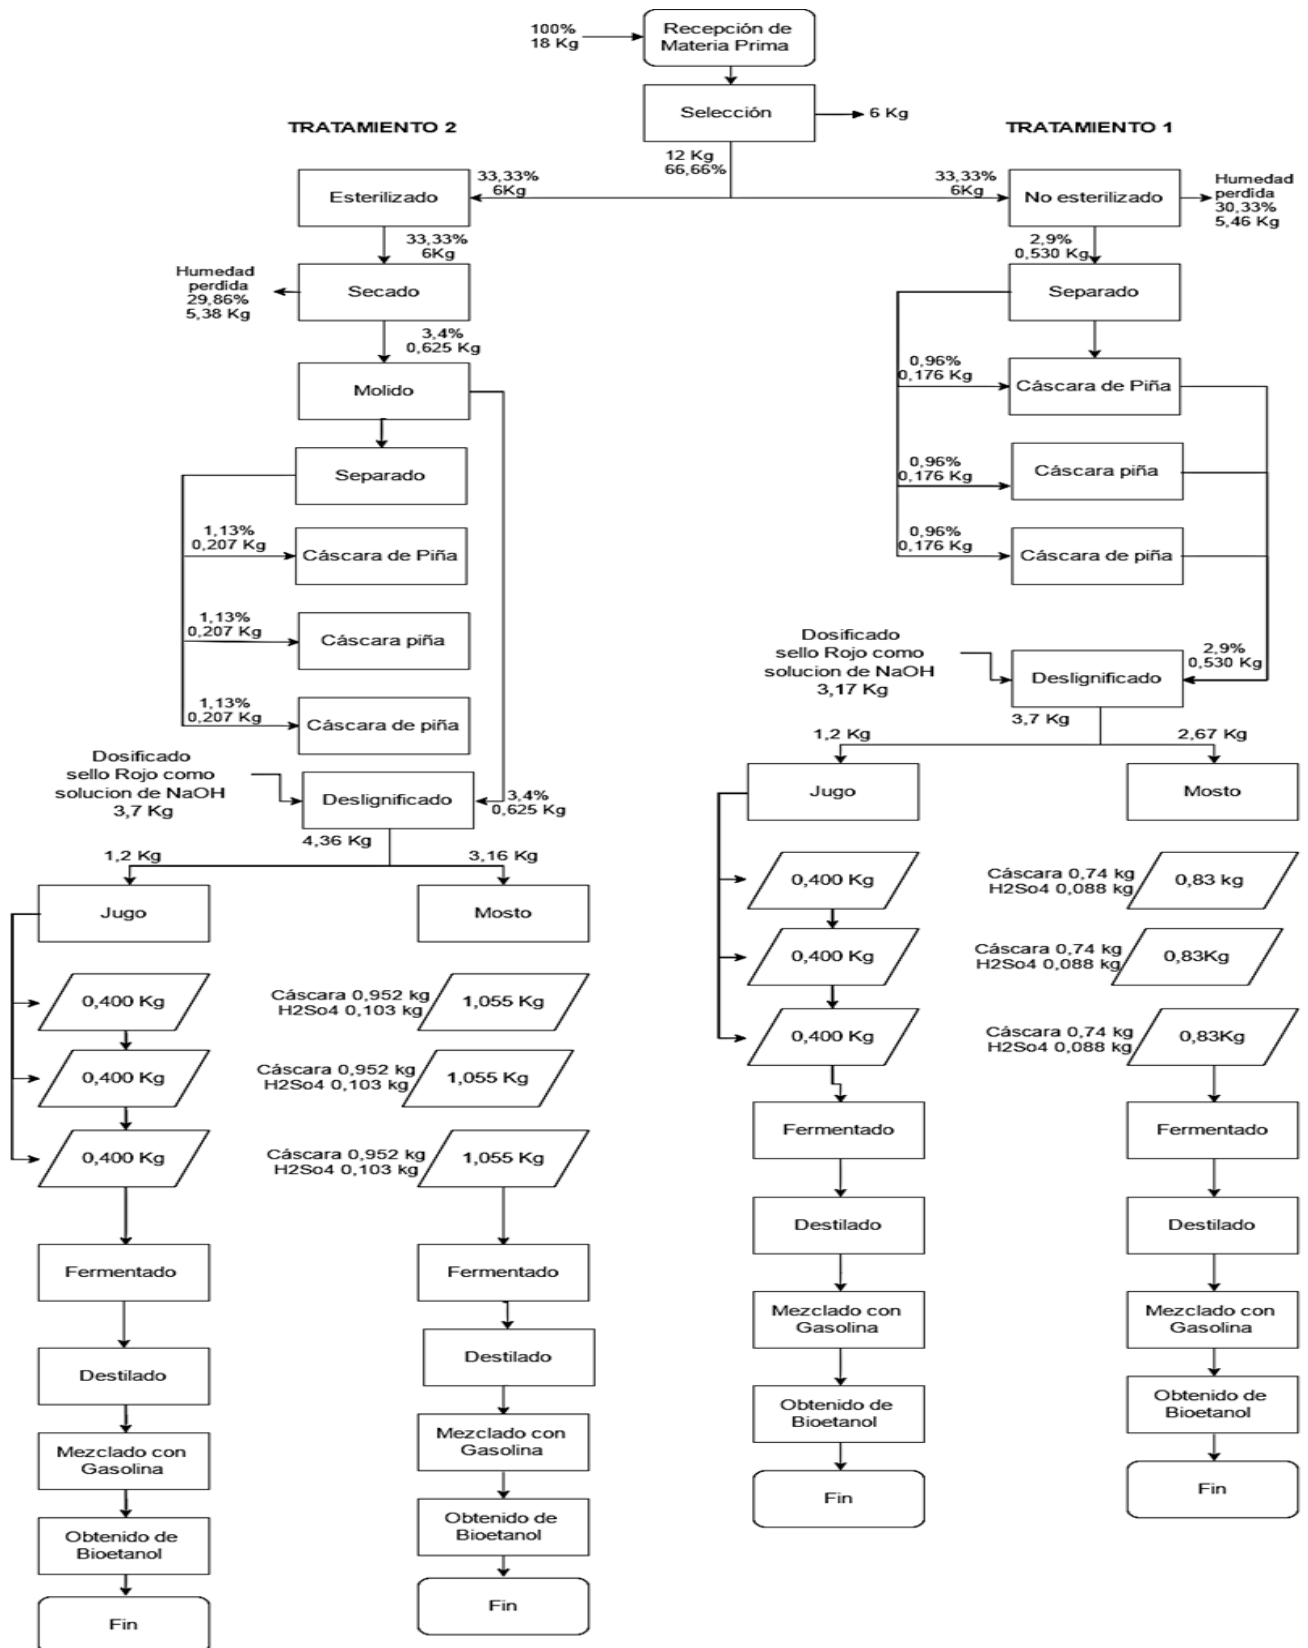 100%
18 Kg
Recepción de
Materia Prima
Selección
6 Kg
12 Kg
66,66%
TRATAMIENTO 2
33,33%
6Kg
Esterilizado
33,33%
6Kg
Humedad
perdida
29,86%
5,38 Kg
Secado
3,4%
0,625 Kg
Molido
Separado
1,13%
0,207 Kg
Cáscara de Piña
1,13%
0,207 Kg
Cáscara piña
1,13%
0,207 Kg
Cáscara de piña
Dosificado
sello Rojo como
solucion de NaOH
3,7 Kg
Deslignificado
3,4%
0,625 Kg
4,36 Kg
1,2 Kg
3,16 Kg
Jugo
Mosto
0,400 Kg
Cáscara 0,952 kg
H2So4 0,103 kg
1,055 Kg
0,400 Kg
Cáscara 0,952 kg
H2So4 0,103 kg
1,055 Kg
0,400 Kg
Cáscara 0,952 kg
H2So4 0,103 kg
1,055 Kg
Fermentado
Fermentado
Destilado
Destilado
Mezclado con
Gasolina
Mezclado con
Gasolina
Obtenido de
Bioetanol
Obtenido de
Bioetanol
Fin
Fin
TRATAMIENTO 1
33,33%
6Kg
No esterilizado
Humedad
perdida
30,33%
5,46 Kg
2,9%
0,530 Kg
Separado
0,96%
0,176 Kg
Cáscara de Piña
0,96%
0,176 Kg
Cáscara piña
0,96%
0,176 Kg
Cáscara de piña
Dosificado
sello Rojo como
solucion de NaOH
3,17 Kg
Deslignificado
2,9%
0,530 Kg
3,7 Kg
1,2 Kg
2,67 Kg
Jugo
Mosto
0,400 Kg
Cáscara 0,74 kg
H2So4 0,088 kg
0,83 kg
0,400 Kg
Cáscara 0,74 kg
H2So4 0,088 kg
0,83Kg
0,400 Kg
Cáscara 0,74 kg
H2So4 0,088 kg
0,83Kg
Fermentado
Fermentado
Destilado
Destilado
Mezclado con
Gasolina
Mezclado con
Gasolina
Obtenido de
Bioetanol
Obtenido de
Bioetanol
Fin
Fin